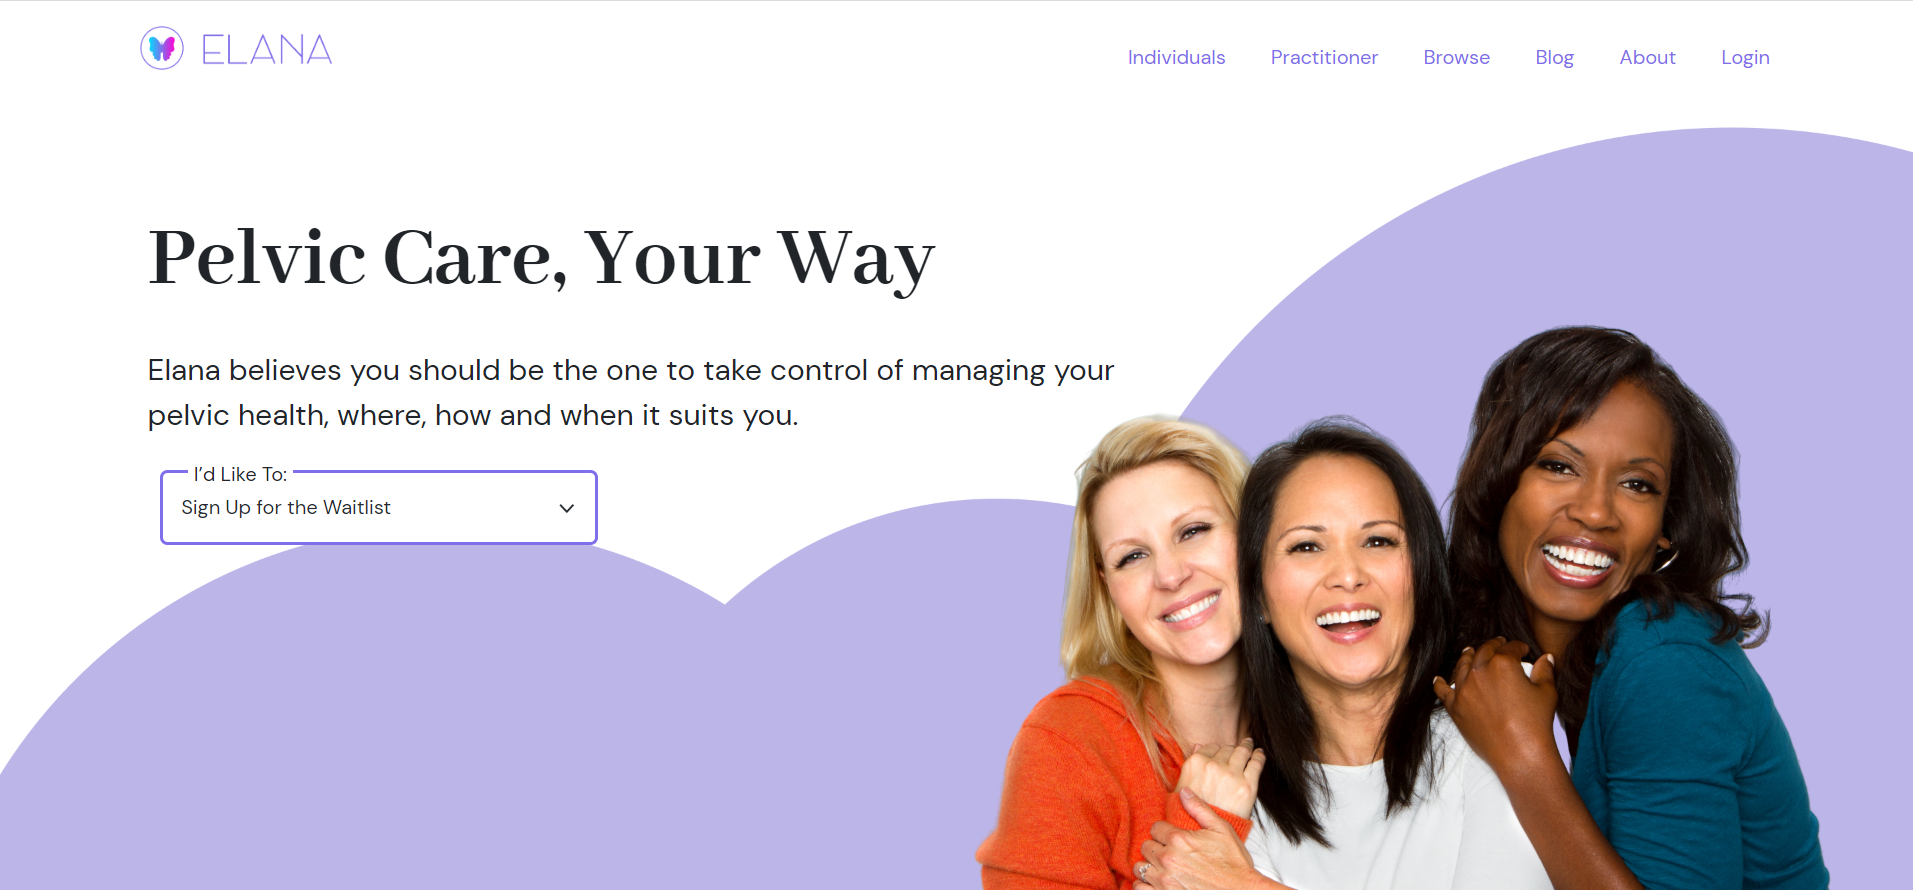 ELANA
Individuals
Practitioner
Browse
Blog
About
Login
Pelvic Care, Your Way
Elana believes you should be the one to take control of managing your
pelvic health, where, how and when it suits you.
I’d Like To:
Sign Up for the Waitlist